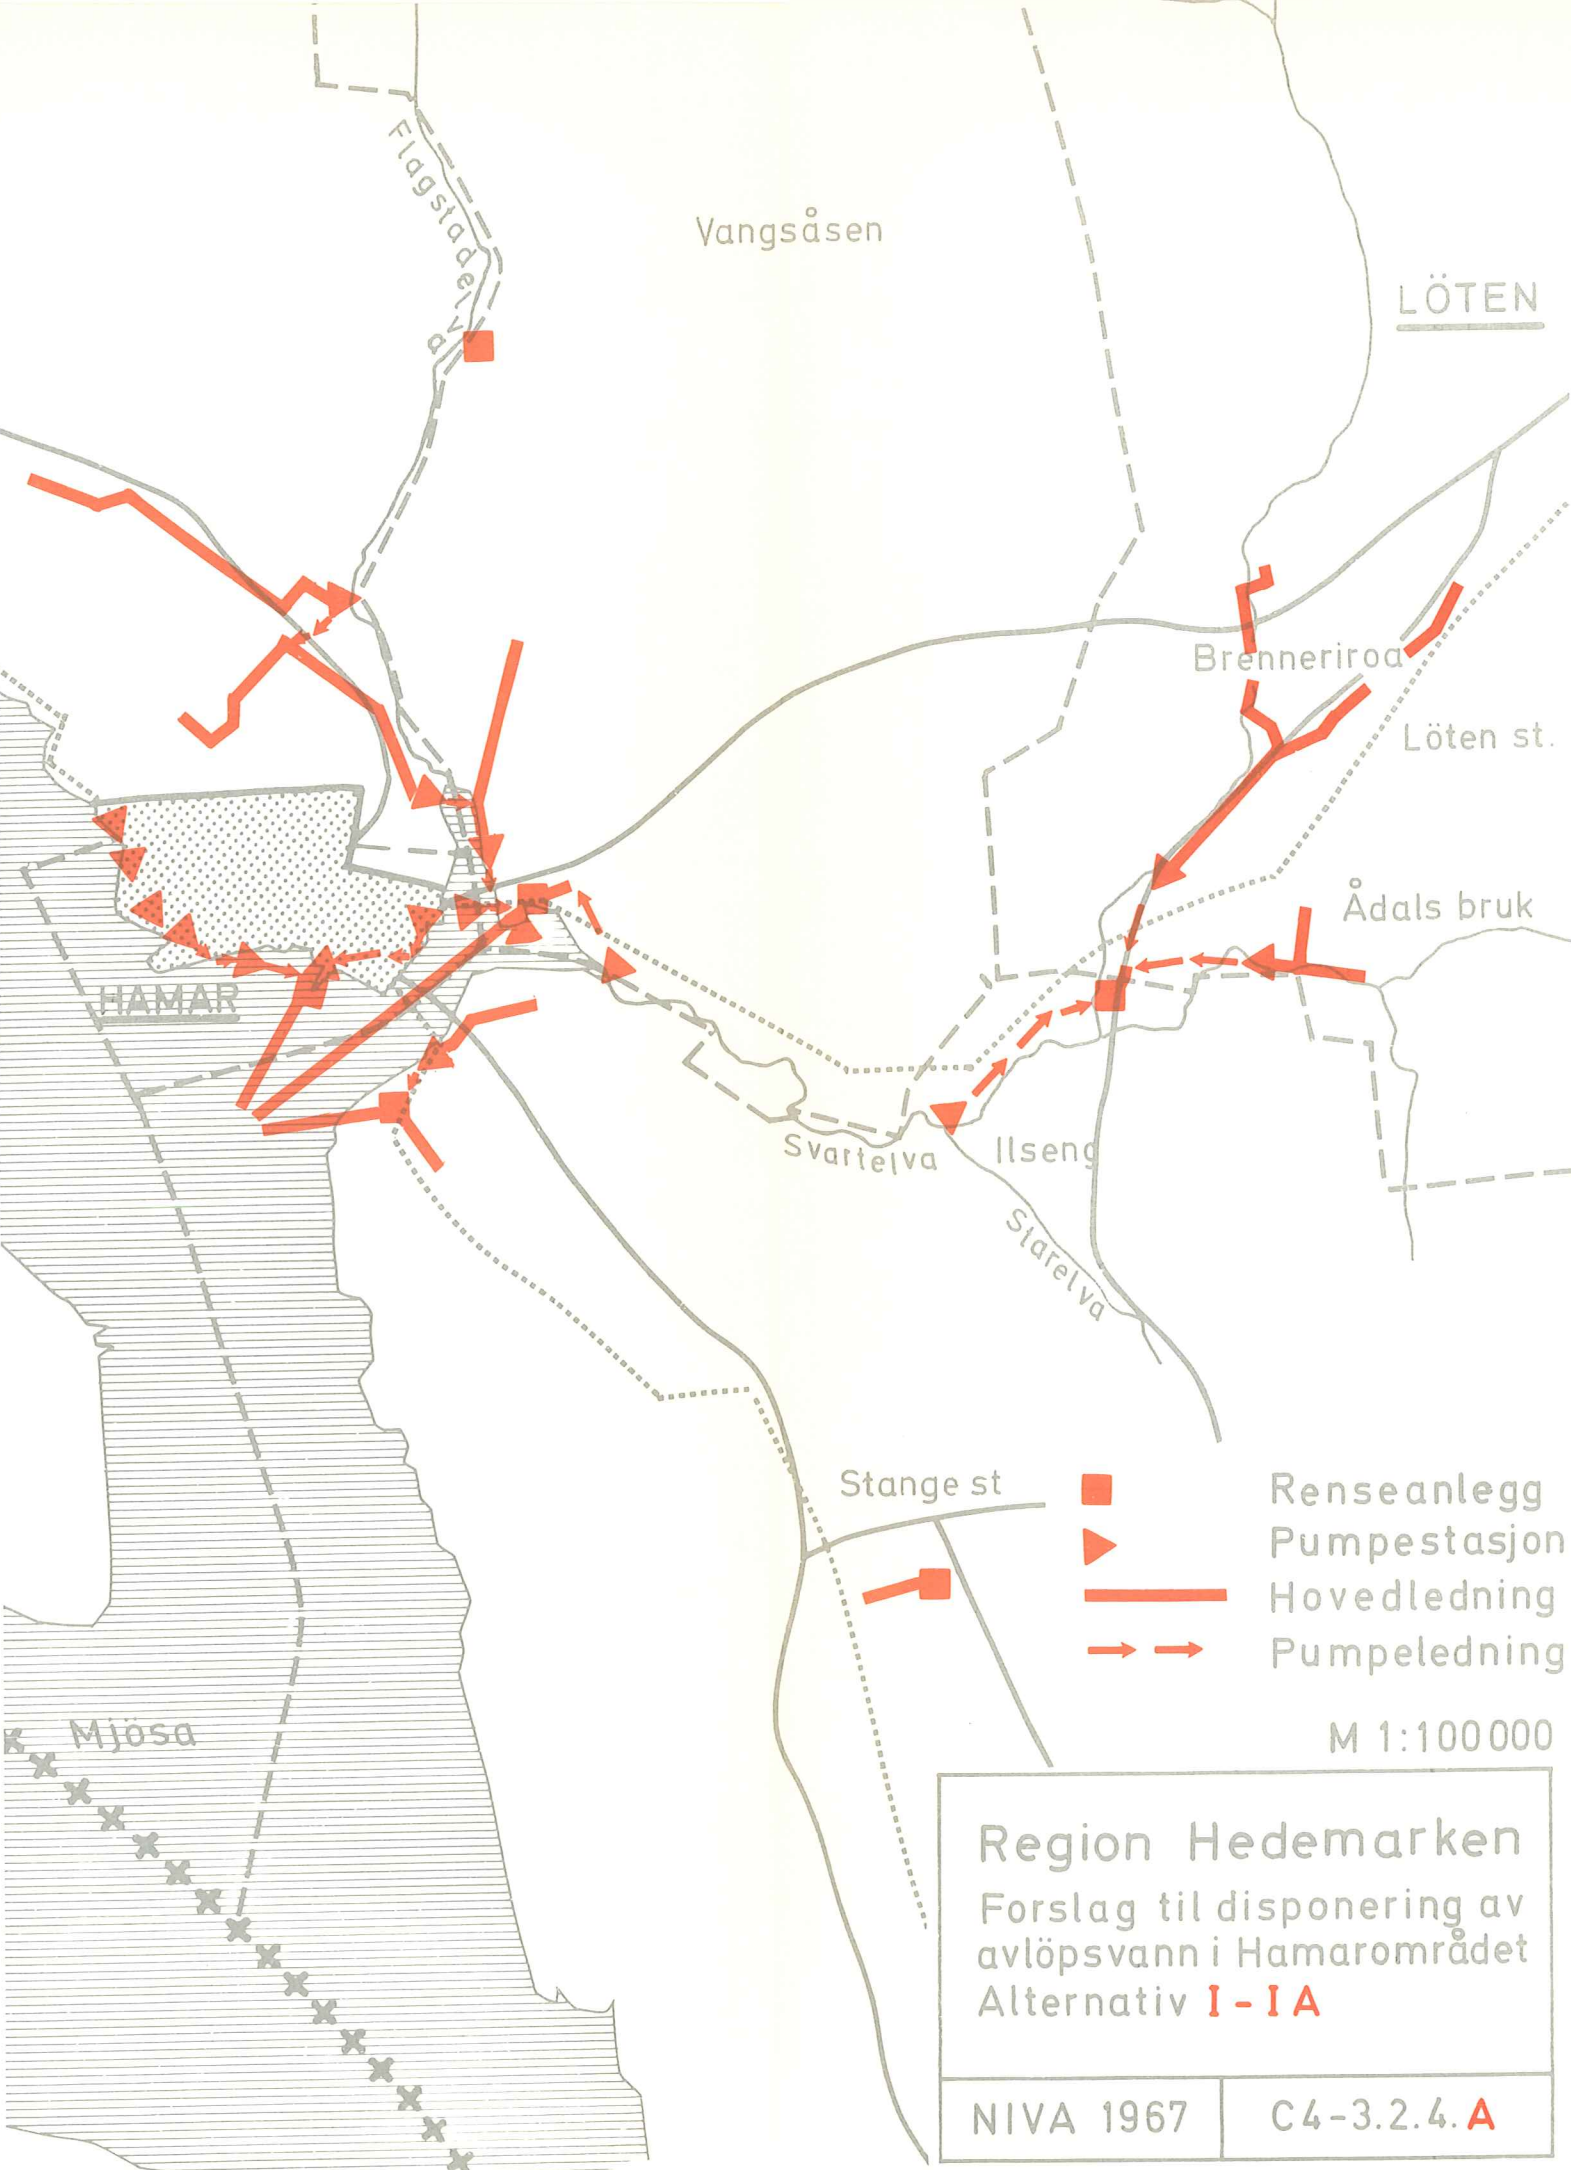 Flagstadelva
Vangsåsen
LÖTEN
Brenneriroa
Löten st.
Ådals bruk
HAMAR
Svartelva
Ilseng
Starelva
Stange st
Renseanlegg
Pumpestasjon
Hovedledning
Pumpeledning
Mjösa
M 1:100000
Region Hedemarken
Forslag til disponering av
avlöpsvann i Hamarområdet
Alternativ I-IA
NIVA 1967
C4-3.2.4.A